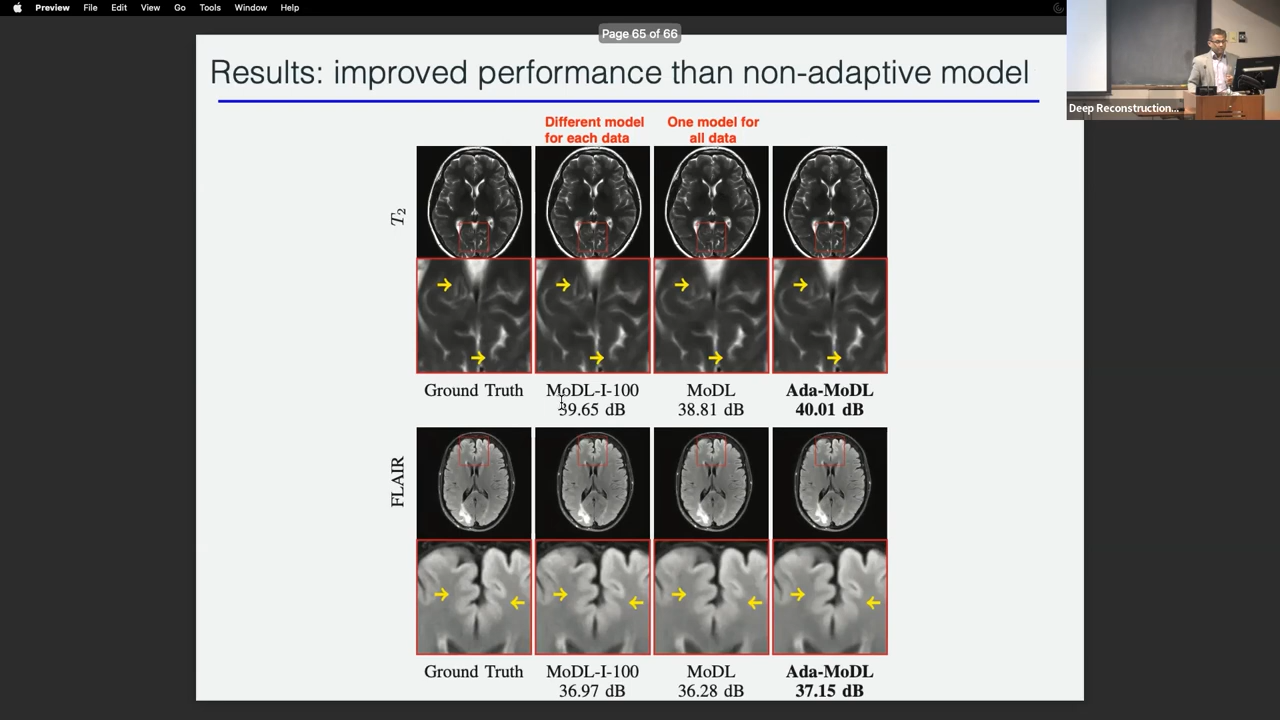 Preview File Edit View Go Tools Window Help
Page 65 of 66
Deep Reconstruction...
Results: improved performance than non-adaptive model
Different model
for each data
One model for
all data
T2
Ground Truth
MoDL-I-100
39.65 dB
MoDL
38.81 dB
Ada-MoDL
40.01 dB
FLAIR
Ground Truth
MoDL-I-100
36.97 dB
MoDL
36.28 dB
Ada-MoDL
37.15 dB